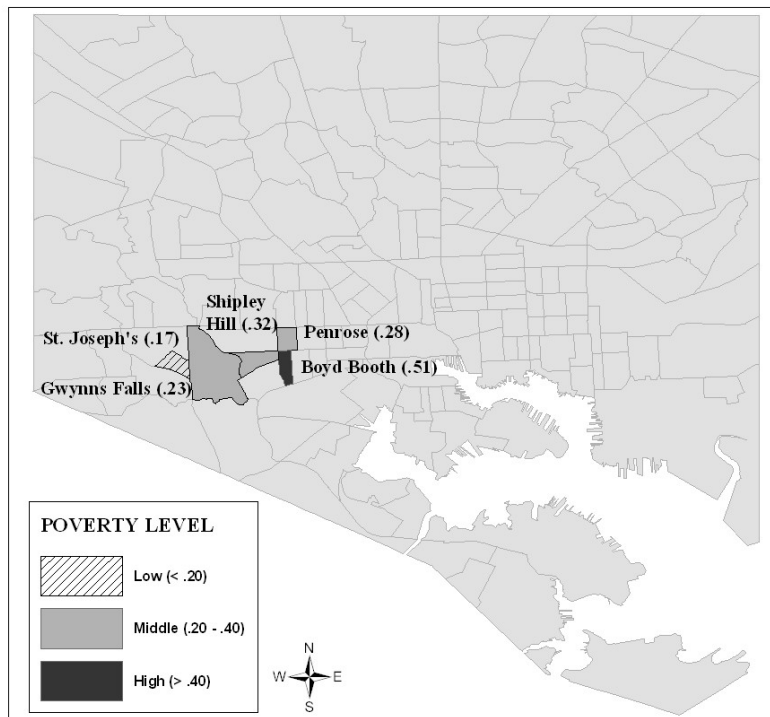 Shipley
Hill (.32)
Penrose (.28)
St. Joseph's (.17)
Boyd Booth (.51)
Gwynns Falls (.23)
POVERTY LEVEL
Low (< .20)
Middle (.20 - .40)
High (> .40)
N
W E
S